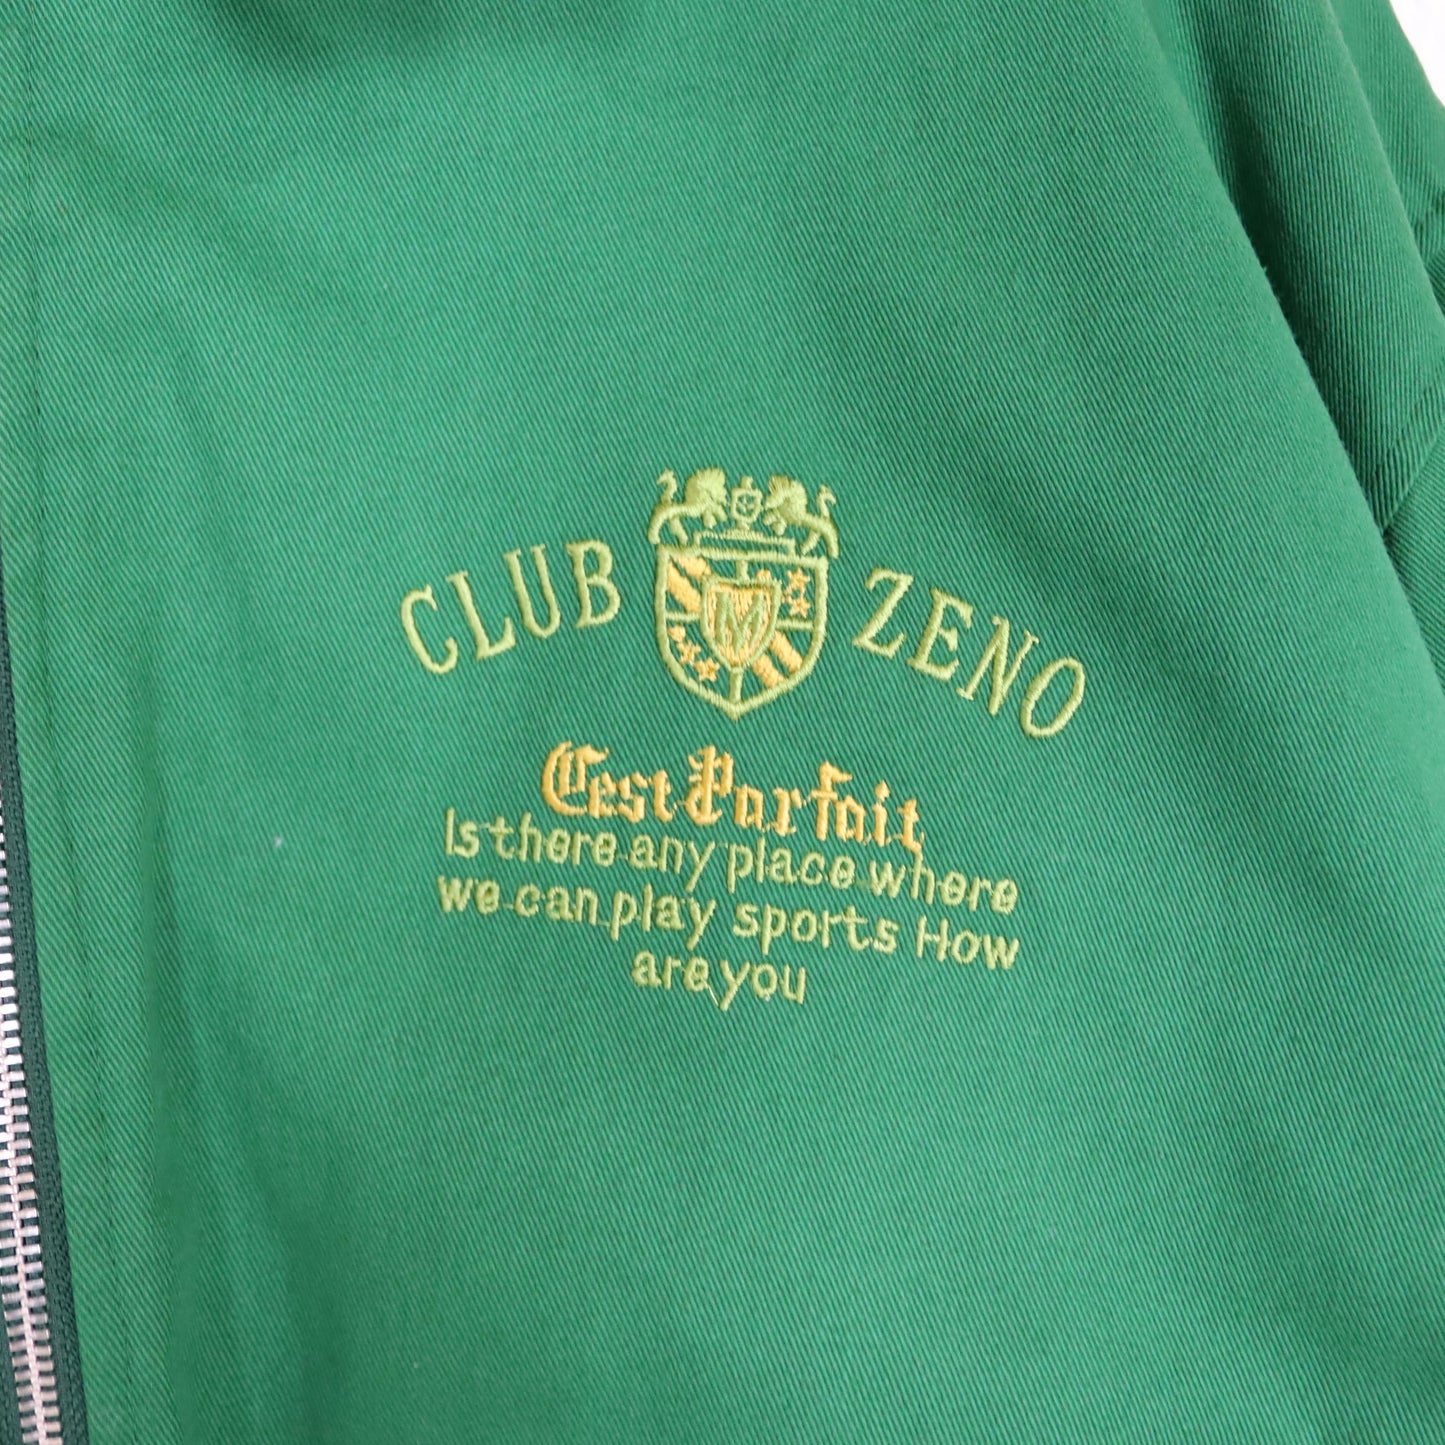 CLUB ZENO
M
Cest Parfait
Is there any place where
we can play sports How
are you